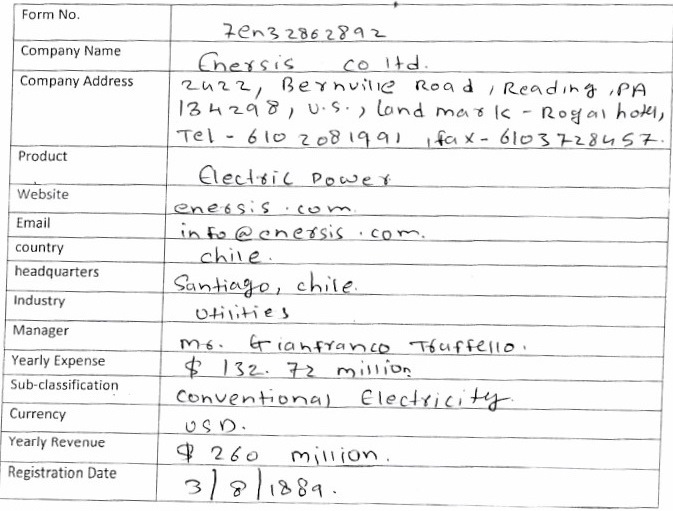 Form No. 7en32862892
Company Name Enersis co ltd.
Company Address 2422, Bernville Road, Reading, PA
134298, U.S., land mark - Rogal hotel,
Tel - 610 2081991, fax - 6103728457.
Product Electric Power
Website enersis.com
Email info@enersis.com.
country chile.
headquarters Santiago, chile.
Industry Utilities
Manager Mr. Gianfranco Truffello.
Yearly Expense $ 132.72 million
Sub-classification Conventional Electricity.
Currency USD.
Yearly Revenue $ 260 million.
Registration Date 3/8/1889.